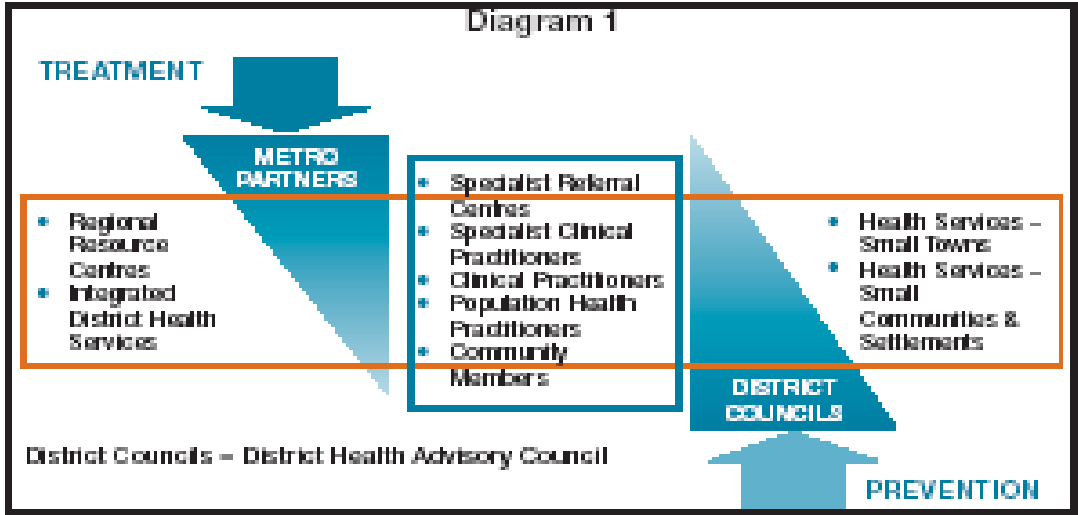 Diagram 1
TREATMENT
METRO
PARTNERS
• Regional
Resource
Centres
• Integrated
District Health
Services
• Specialist Referral
Centres
• Specialist Clinical
Practitioners
• Clinical Practitioners
• Population Health
Practitioners
• Community
Members
• Health Services –
Small Towns
• Health Services –
Small
Communities &
Settlements
DISTRICT
COUNCILS
District Councils – District Health Advisory Council
PREVENTION